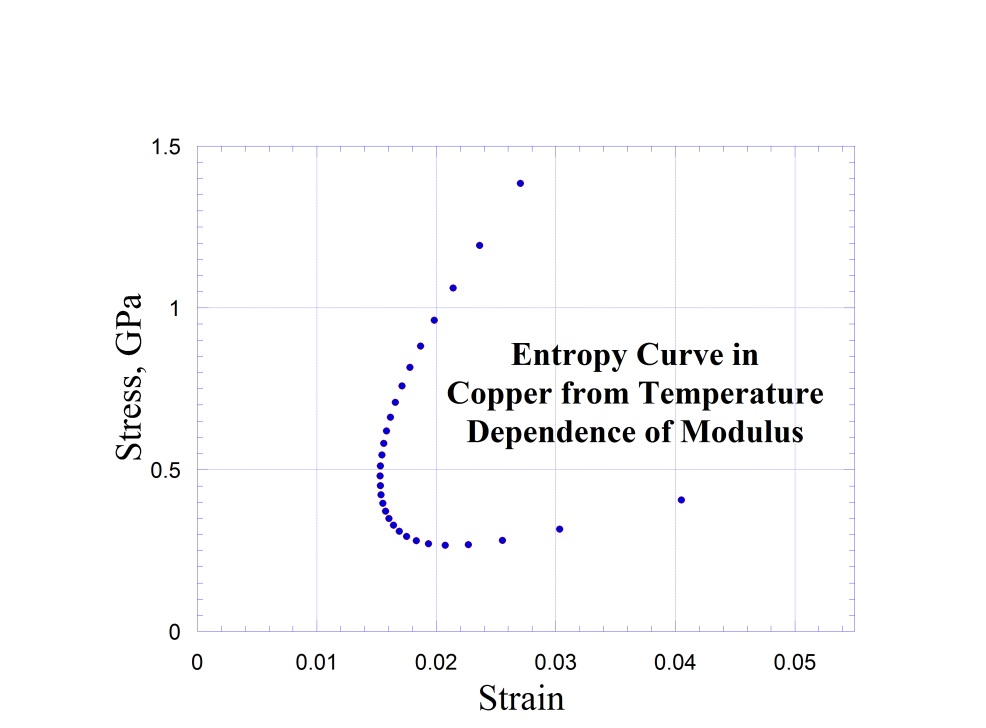 1.5
1
0.5
0
Stress, GPa
Entropy Curve in
Copper from Temperature
Dependence of Modulus
0 0.01 0.02 0.03 0.04 0.05
Strain